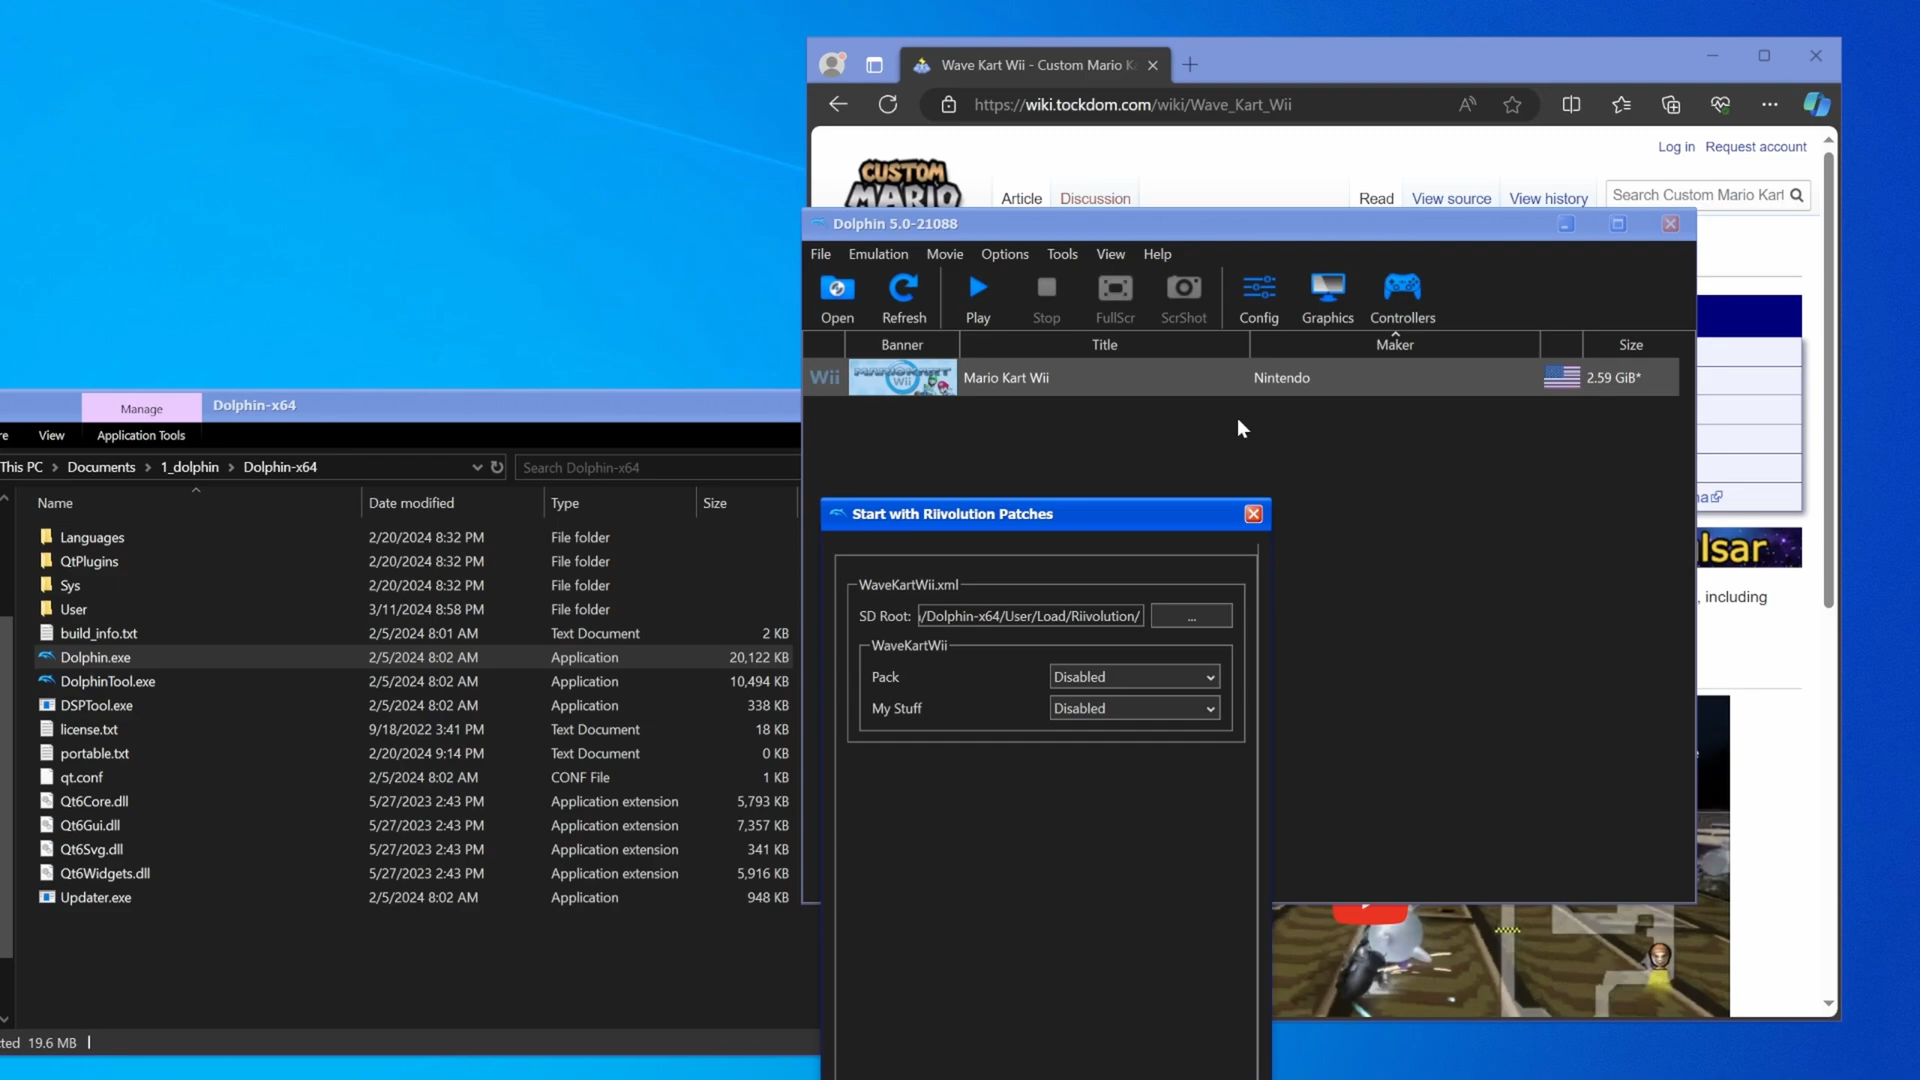 Wave Kart Wii - Custom Mario K
https://wiki.tockdom.com/wiki/Wave_Kart_Wii
Log in Request account
CUSTOM
MARIO
Article Discussion Read View source View history Search Custom Mario Kart
Dolphin 5.0-21088
File Emulation Movie Options Tools View Help
Open Refresh Play Stop FullScr ScrShot Config Graphics Controllers
Banner Title Maker Size
Wii MARIOKART Wii Mario Kart Wii Nintendo 2.59 GiB*
Manage Dolphin-x64
re View Application Tools
This PC Documents 1_dolphin Dolphin-x64 Search Dolphin-x64
Name Date modified Type Size
Languages 2/20/2024 8:32 PM File folder
QtPlugins 2/20/2024 8:32 PM File folder
Sys 2/20/2024 8:32 PM File folder
User 3/11/2024 8:58 PM File folder
build_info.txt 2/5/2024 8:01 AM Text Document 2 KB
Dolphin.exe 2/5/2024 8:02 AM Application 20,122 KB
DolphinTool.exe 2/5/2024 8:02 AM Application 10,494 KB
DSPTool.exe 2/5/2024 8:02 AM Application 338 KB
license.txt 9/18/2022 3:41 PM Text Document 18 KB
portable.txt 2/20/2024 9:14 PM Text Document 0 KB
qt.conf 2/5/2024 8:02 AM CONF File 1 KB
Qt6Core.dll 5/27/2023 2:43 PM Application extension 5,793 KB
Qt6Gui.dll 5/27/2023 2:43 PM Application extension 7,357 KB
Qt6Svg.dll 5/27/2023 2:43 PM Application extension 341 KB
Qt6Widgets.dll 5/27/2023 2:43 PM Application extension 5,916 KB
Updater.exe 2/5/2024 8:02 AM Application 948 KB
cted 19.6 MB
Start with Riivolution Patches
WaveKartWii.xml
SD Root: /Dolphin-x64/User/Load/Riivolution/ ...
WaveKartWii
Pack Disabled
My Stuff Disabled
na
lsar
, including